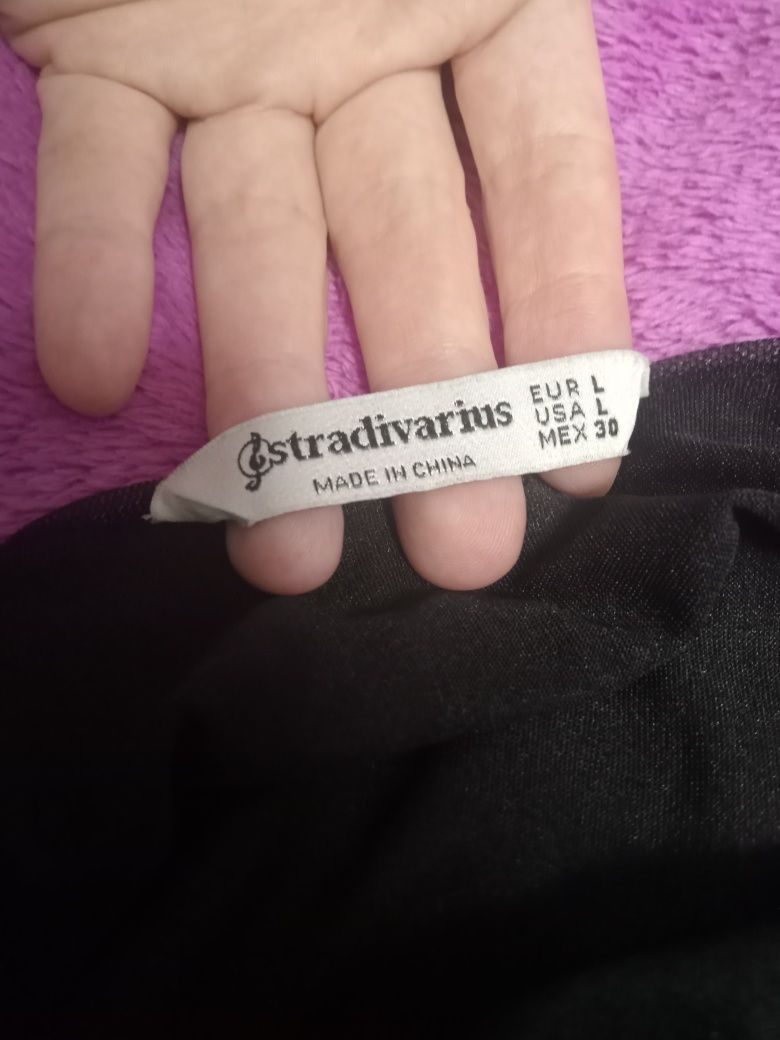 stradivarius
MADE IN CHINA
EUR L
USA L
MEX 30